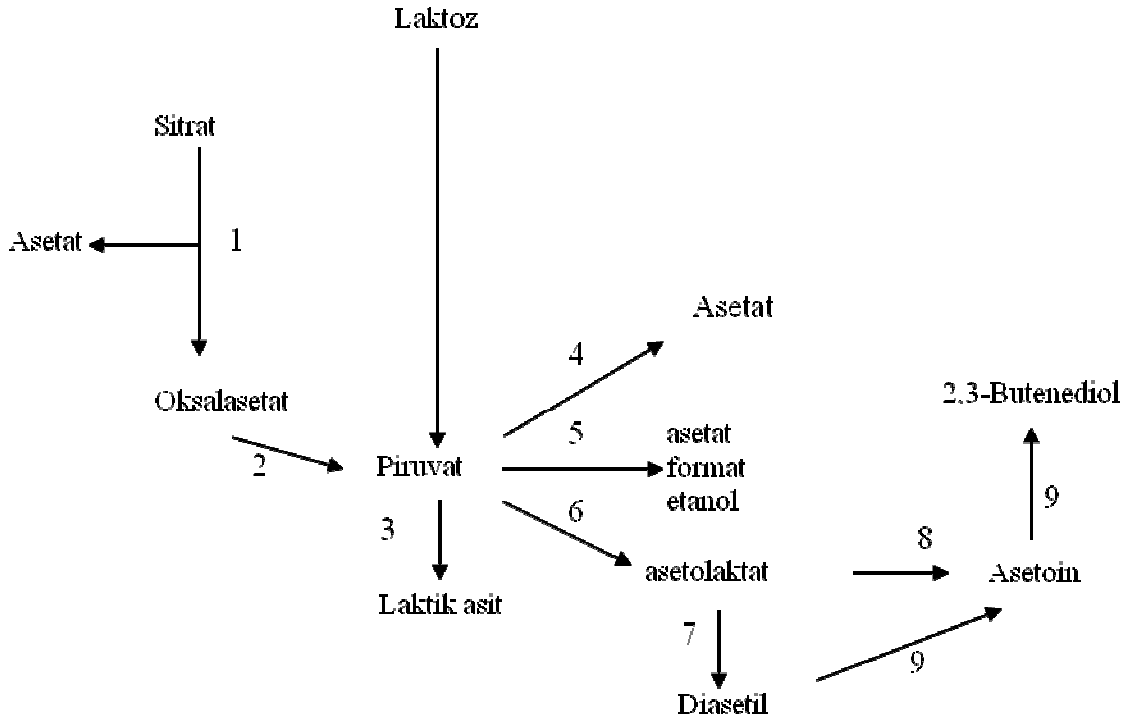 Laktoz
Sitrat
Asetat
1
Asetat
4
Oksalasetat
2,3-Butenediol
5
asetat
2
Piruvat
format
etanol
9
3
6
8
asetolaktat
Asetoin
Laktik asit
7
9
Diasetil